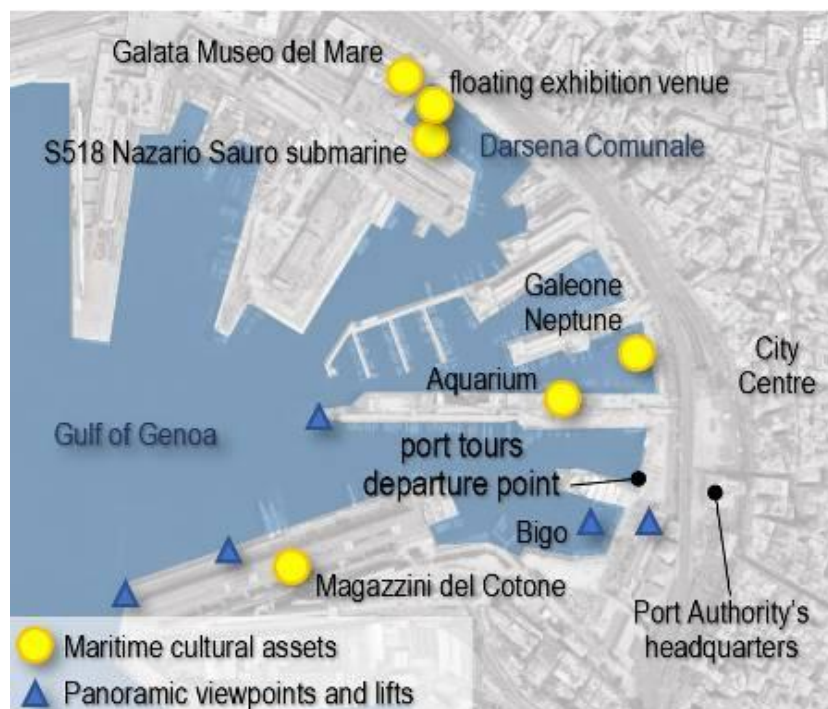 Galata Museo del Mare
floating exhibition venue
S518 Nazario Sauro submarine
Darsena Comunale
Galeone
Neptune
City
Centre
Aquarium
Gulf of Genoa
port tours
departure point
Bigo
Magazzini del Cotone
Port Authority's
headquarters
Maritime cultural assets
Panoramic viewpoints and lifts